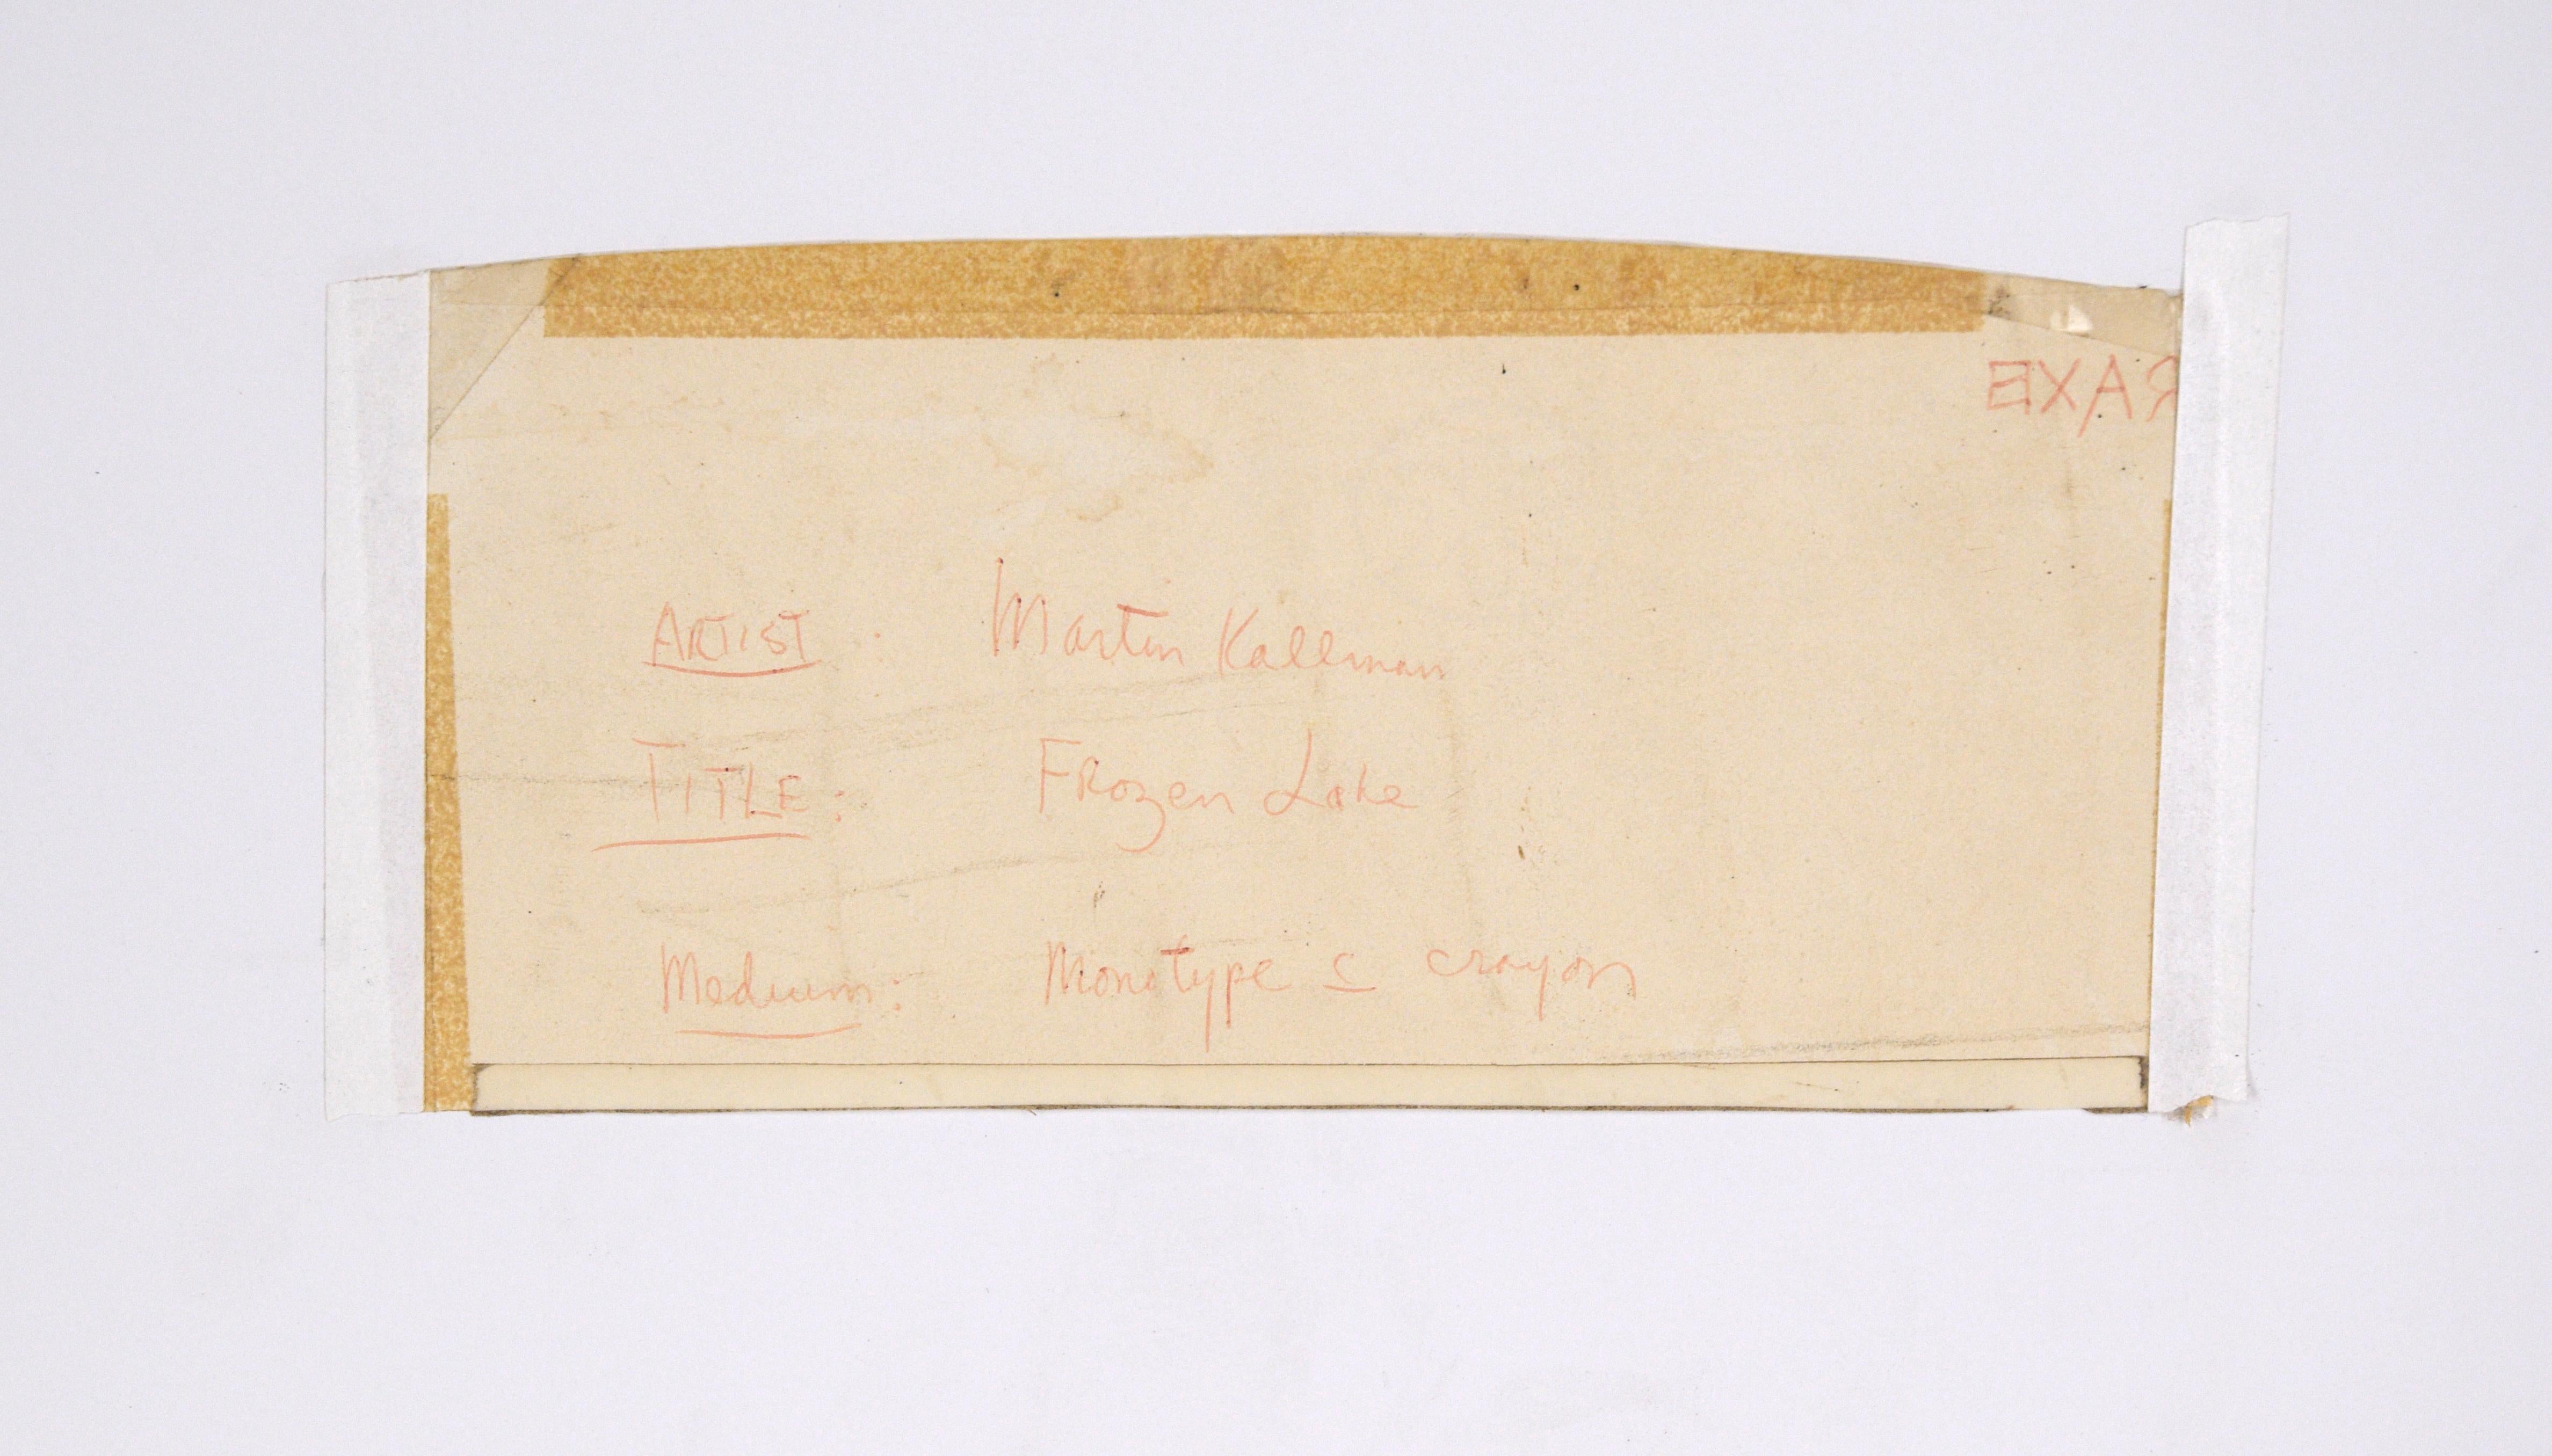 EXAR
ARTIST : Martin Kallman
TITLE: FROzen Lake
Medium: Monotype c crayon